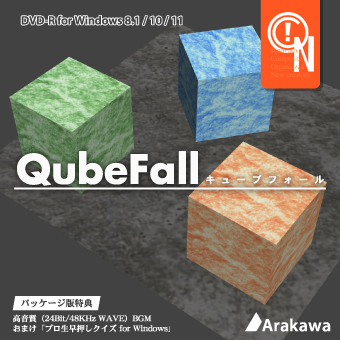 DVD-R for Windows 8.1 / 10 / 11
QubeFall
キューブフォール
パッケージ版特典
高音質（24Bit/48KHz WAVE）BGM
おまけ「プロ生早押しクイズ for Windows」
Arakawa